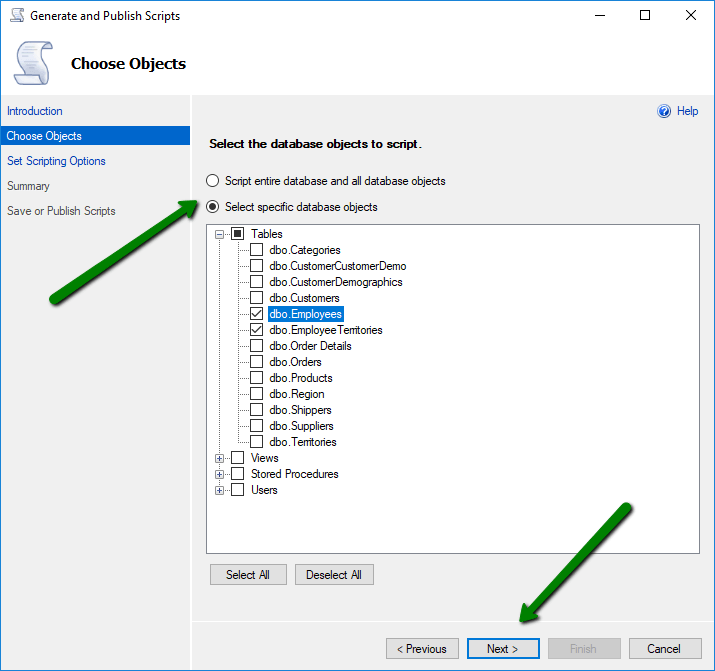 Generate and Publish Scripts
Choose Objects
Introduction
Choose Objects
Set Scripting Options
Summary
Save or Publish Scripts
Help
Select the database objects to script.
Script entire database and all database objects
Select specific database objects
Tables
dbo.Categories
dbo.CustomerCustomerDemo
dbo.CustomerDemographics
dbo.Customers
dbo.Employees
dbo.EmployeeTerritories
dbo.Order Details
dbo.Orders
dbo.Products
dbo.Region
dbo.Shippers
dbo.Suppliers
dbo.Territories
Views
Stored Procedures
Users
Select All Deselect All
< Previous Next > Finish Cancel